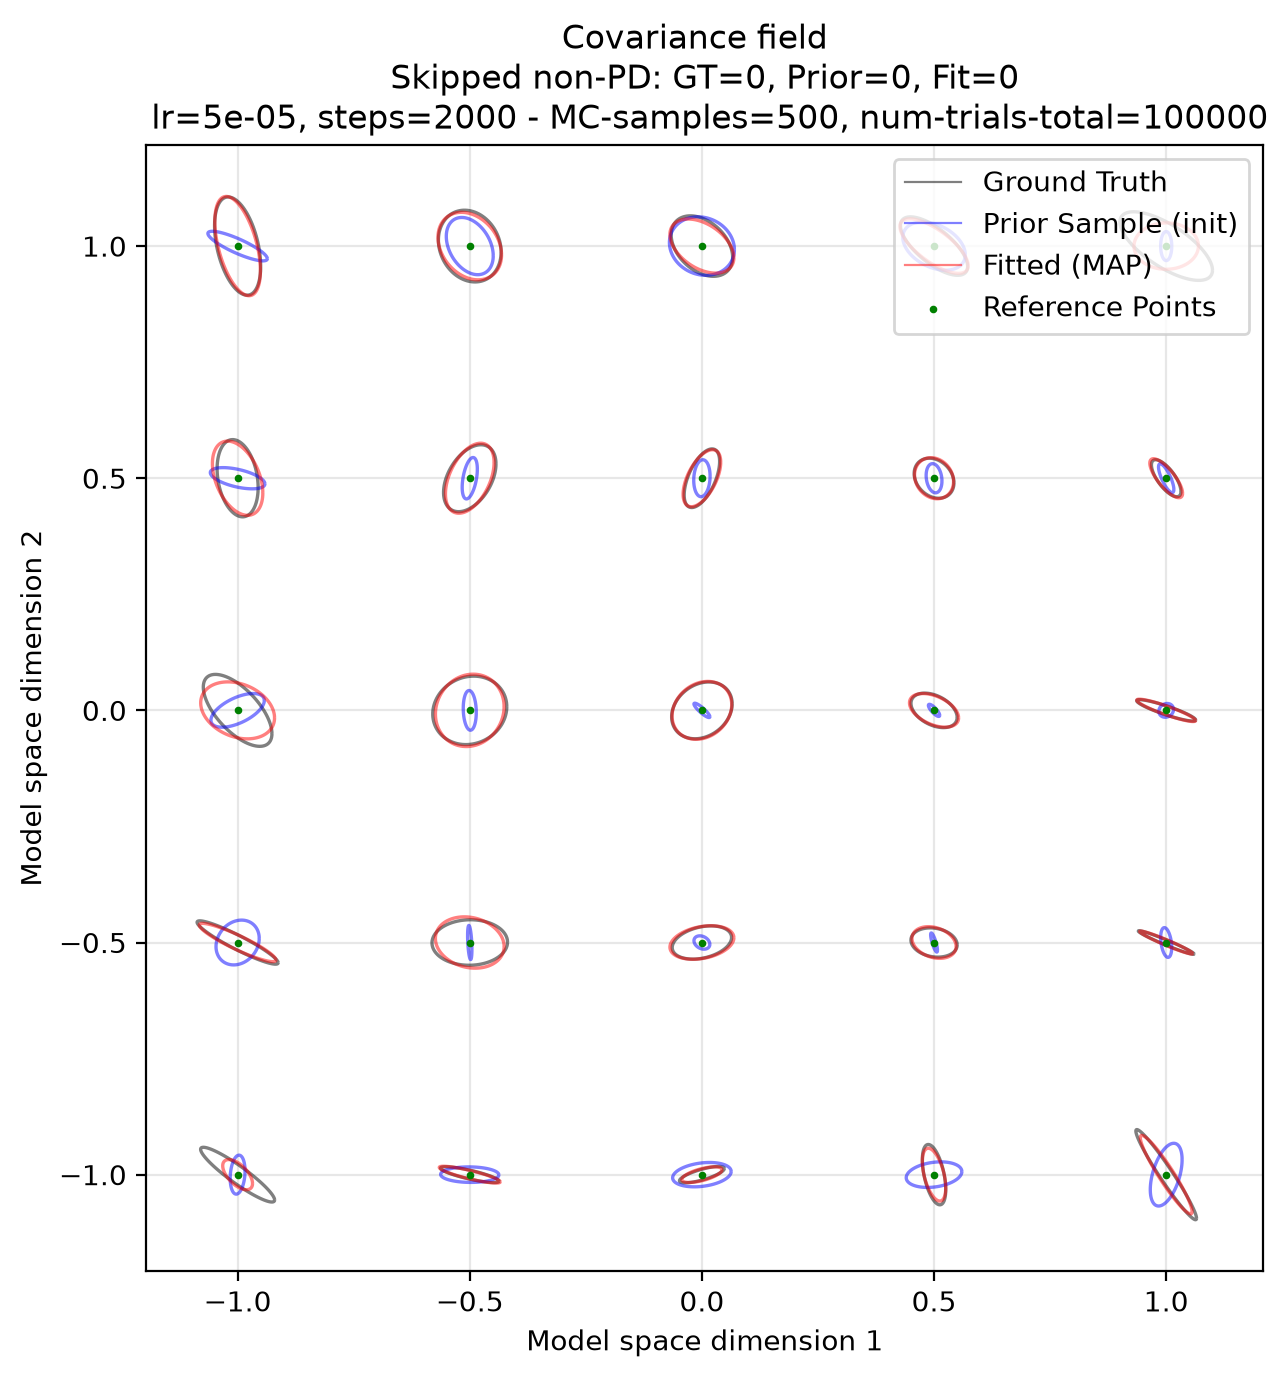 Covariance field
Skipped non-PD: GT=0, Prior=0, Fit=0
lr=5e-05, steps=2000 - MC-samples=500, num-trials-total=100000
Ground Truth
Prior Sample (init)
Fitted (MAP)
Reference Points
1.0
0.5
0.0
−0.5
−1.0
Model space dimension 2
−1.0
−0.5
0.0
0.5
1.0
Model space dimension 1